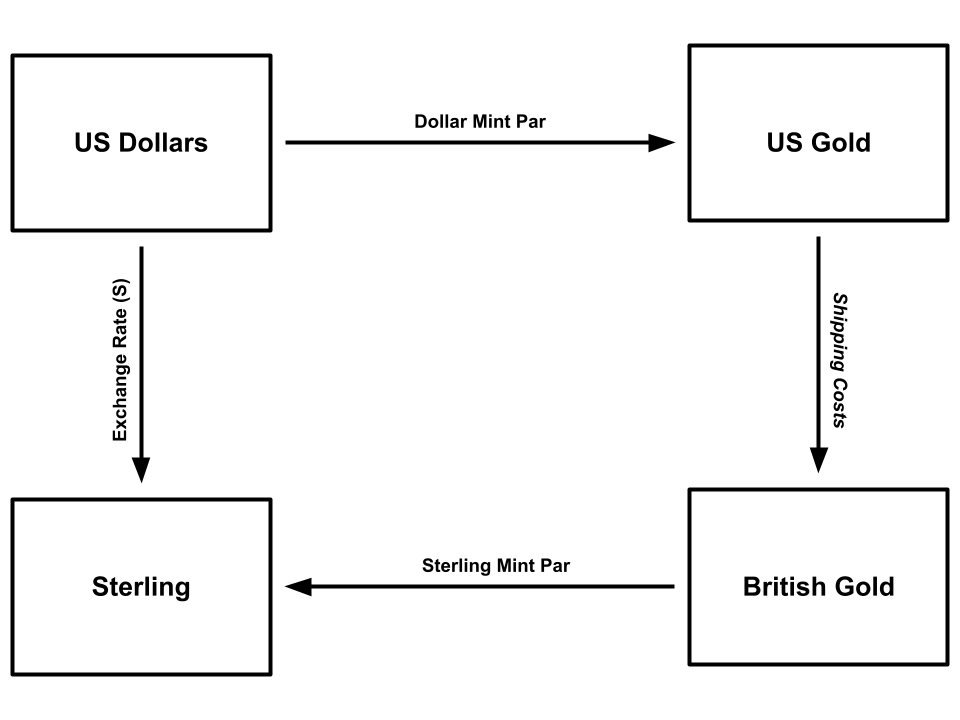 US Dollars
Dollar Mint Par
US Gold
Exchange Rate (S)
Shipping Costs
Sterling
Sterling Mint Par
British Gold